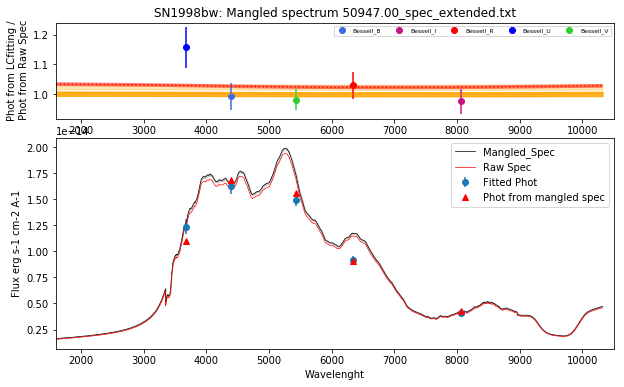 SN1998bw: Mangled spectrum 50947.00_spec_extended.txt
Phot from LCfitting /
Phot from Raw Spec
1.2
1.1
1.0
Bessell_B
Bessell_I
Bessell_R
Bessell_U
Bessell_V
1e−14
2000 3000 4000 5000 6000 7000 8000 9000 10000
Flux erg s-1 cm-2 A-1
2.00
1.75
1.50
1.25
1.00
0.75
0.50
0.25
Mangled_Spec
Raw Spec
Fitted Phot
Phot from mangled spec
2000 3000 4000 5000 6000 7000 8000 9000 10000
Wavelenght